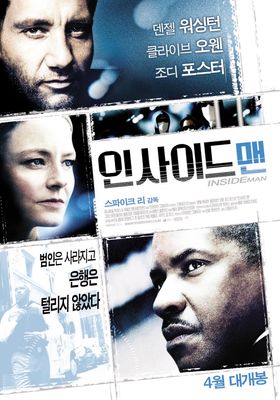 덴젤 워싱턴
클라이브 오웬
조디 포스터
인사이드 맨
INSIDE MAN
스파이크 리 감독
범인은 사라지고
은행은
털리지 않았다
4월 대개봉